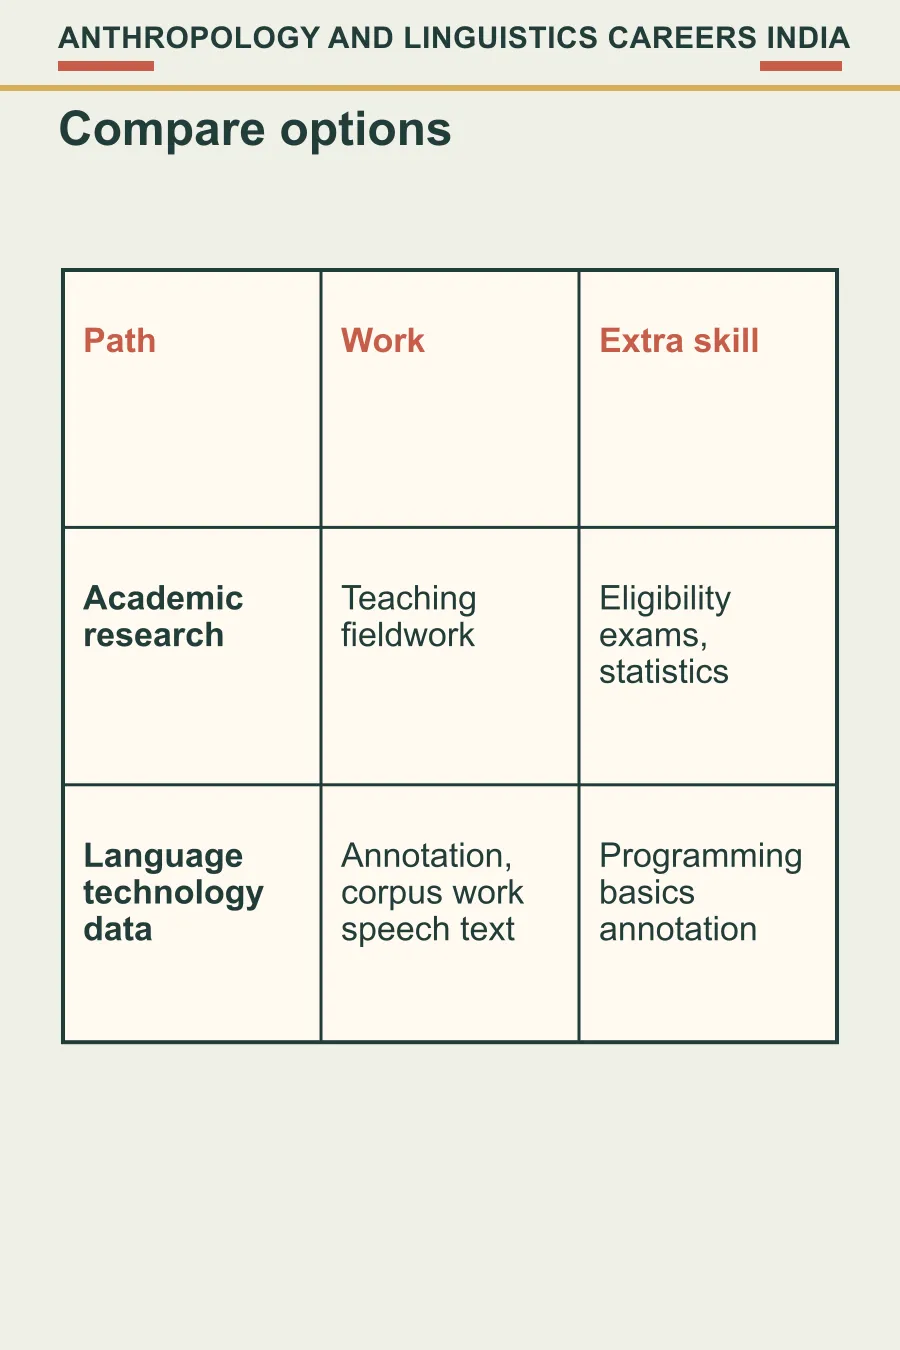 ANTHROPOLOGY AND LINGUISTICS CAREERS INDIA
Compare options
Path
Work
Extra skill
Academic
research
Teaching
fieldwork
Eligibility
exams,
statistics
Language
technology
data
Annotation,
corpus work
speech text
Programming
basics
annotation